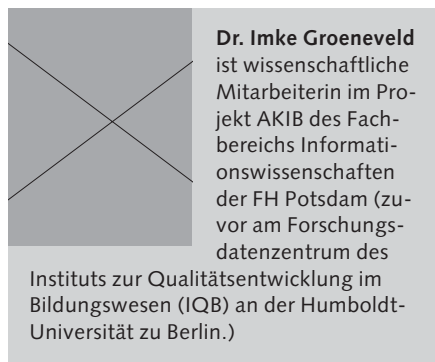 Dr. Imke Groeneveld
ist wissenschaftliche
Mitarbeiterin im Pro-
jekt AKIB des Fach-
bereichs Informati-
onswissenschaften
der FH Potsdam (zu-
vor am Forschungs-
datenzentrum des
Instituts zur Qualitätsentwicklung im
Bildungswesen (IQB) an der Humboldt-
Universität zu Berlin.)